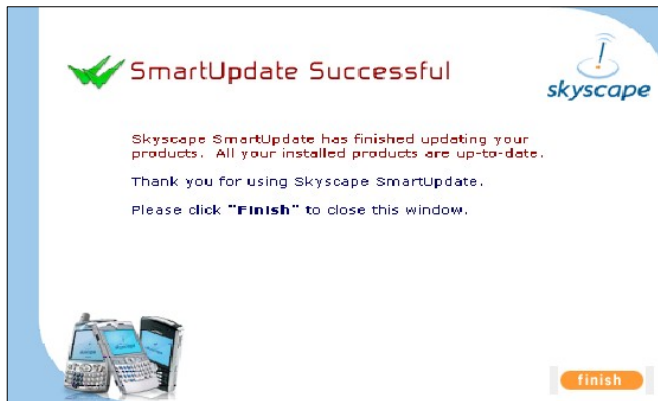 SmartUpdate Successful
skyscape
Skyscape SmartUpdate has finished updating your
products. All your installed products are up-to-date.
Thank you for using Skyscape SmartUpdate.
Please click "Finish" to close this window.
finish